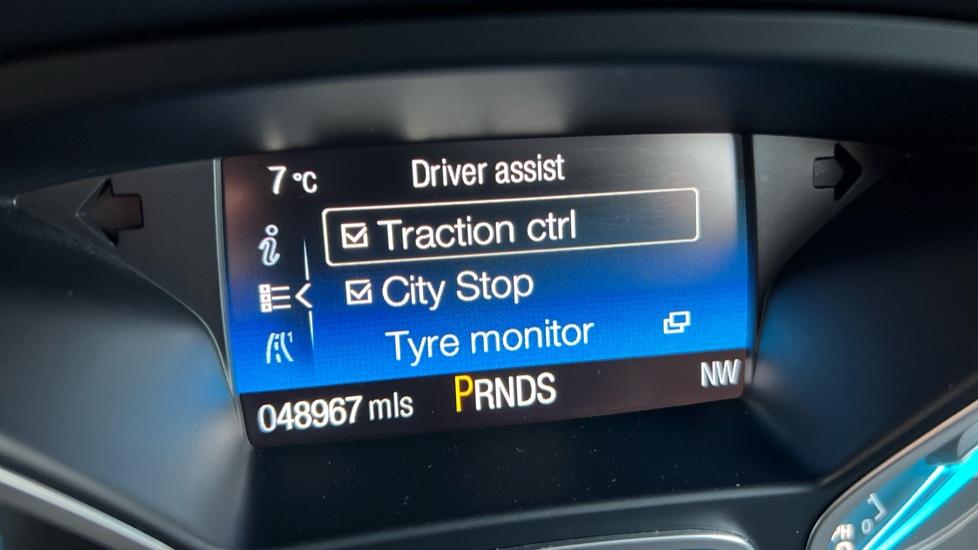 7 °C Driver assist
Traction ctrl
City Stop
Tyre monitor
048967 mls PRNDS NW